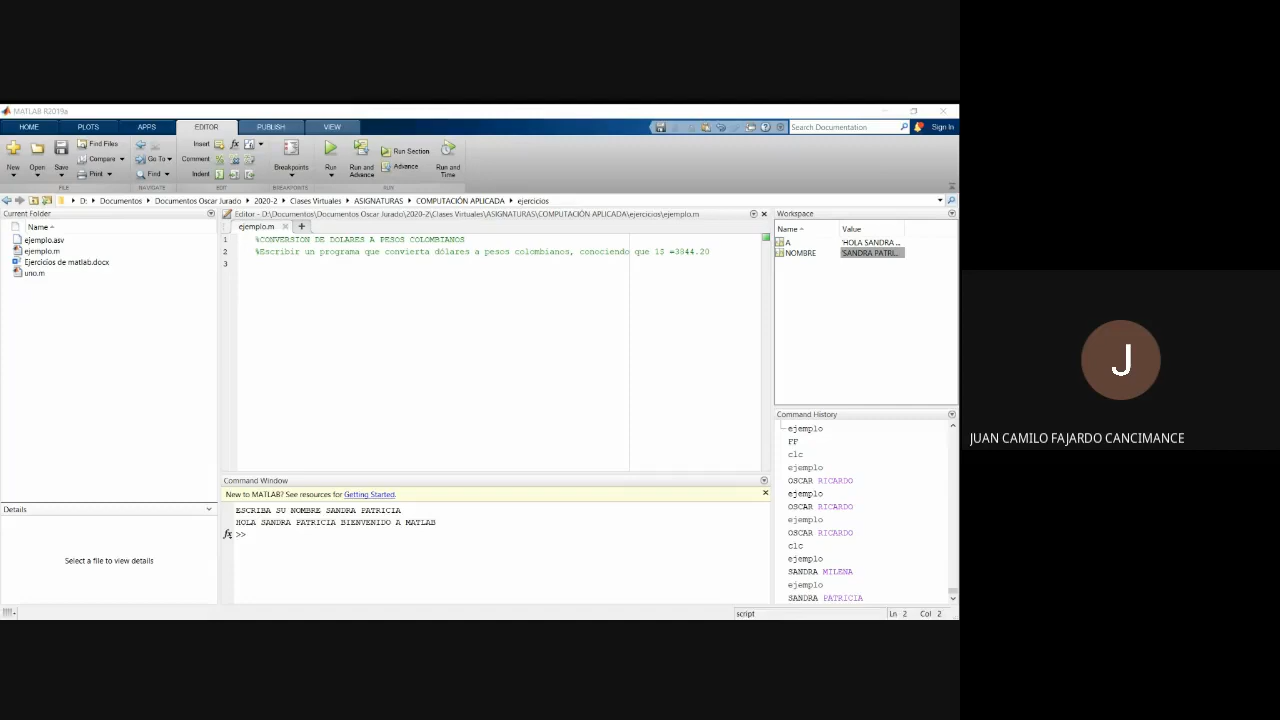 MATLAB R2019a
HOME PLOTS APPS EDITOR PUBLISH VIEW
Search Documentation Sign In
New Open Save Find Files Compare Print
Go To Find
Insert Comment Indent
fx
Breakpoints
Run Run and Advance Run Section Advance Run and Time
FILE NAVIGATE EDIT BREAKPOINTS RUN
D: Documentos Documentos Oscar Jurado 2020-2 Clases Virtuales ASIGNATURAS COMPUTACIÓN APLICADA ejercicios
Current Folder
Name
ejemplo.asv
ejemplo.m
Ejercicios de matlab.docx
uno.m
Details
Select a file to view details
Editor - D:\Documentos\Documentos Oscar Jurado\2020-2\Clases Virtuales\ASIGNATURAS\COMPUTACIÓN APLICADA\ejercicios\ejemplo.m
ejemplo.m
1 %CONVERSION DE DOLARES A PESOS COLOMBIANOS
2 %Escribir un programa que convierta dólares a pesos colombianos, conociendo que 1$ =3844.20
3
Command Window
New to MATLAB? See resources for Getting Started.
ESCRIBA SU NOMBRE SANDRA PATRICIA
HOLA SANDRA PATRICIA BIENVENIDO A MATLAB
fx >>
Workspace
Name Value
A 'HOLA SANDRA ...
NOMBRE 'SANDRA PATRI...
Command History
ejemplo
FF
clc
ejemplo
OSCAR RICARDO
ejemplo
OSCAR RICARDO
ejemplo
OSCAR RICARDO
clc
ejemplo
SANDRA MILENA
ejemplo
SANDRA PATRICIA
script Ln 2 Col 2
J
JUAN CAMILO FAJARDO CANCIMANCE